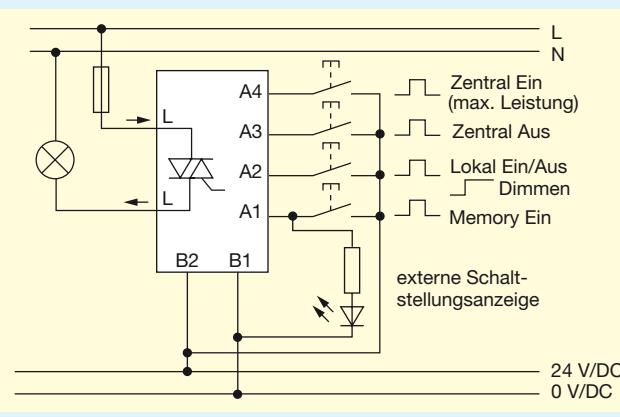 L
N
A4
Zentral Ein
(max. Leistung)
L
A3
Zentral Aus
A2
Lokal Ein/Aus
Dimmen
L
A1
Memory Ein
B2
B1
externe Schalt-
stellungsanzeige
24 V/DC
0 V/DC